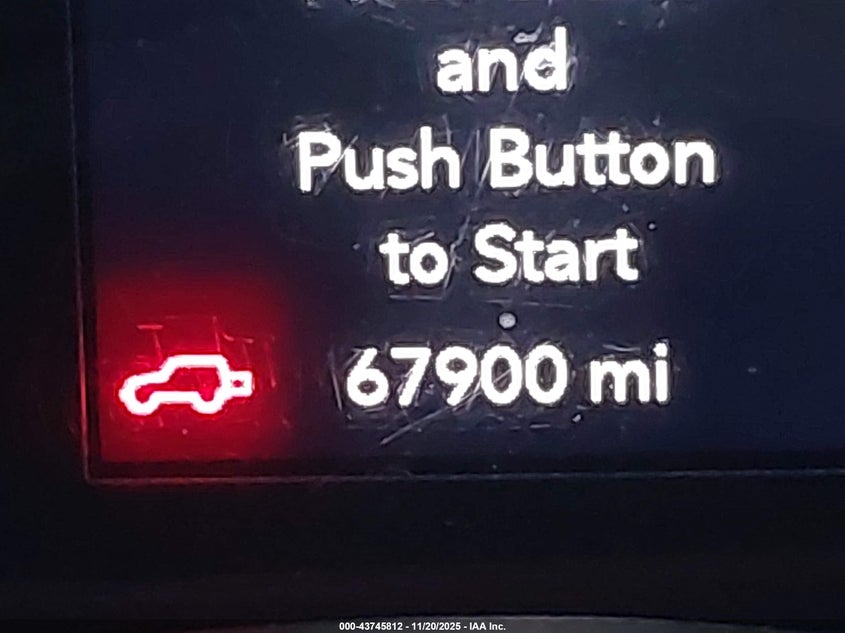 and
Push Button
to Start
67900 mi
000-43745812 - 11/20/2025 - IAA Inc.